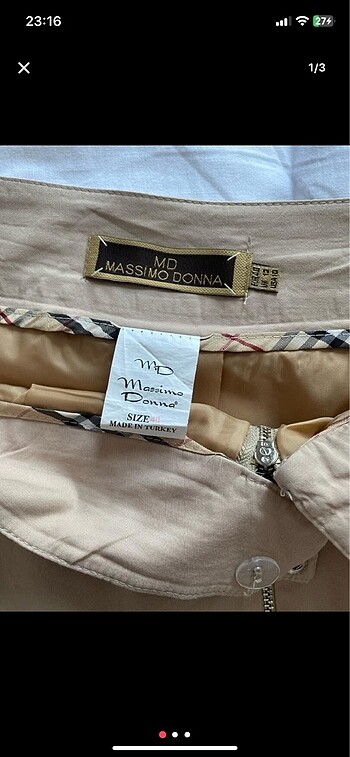 23:16
27
1/3
MD
MASSIMO DONNA
MD
Massimo
Donna
SIZE
MADE IN TURKEY